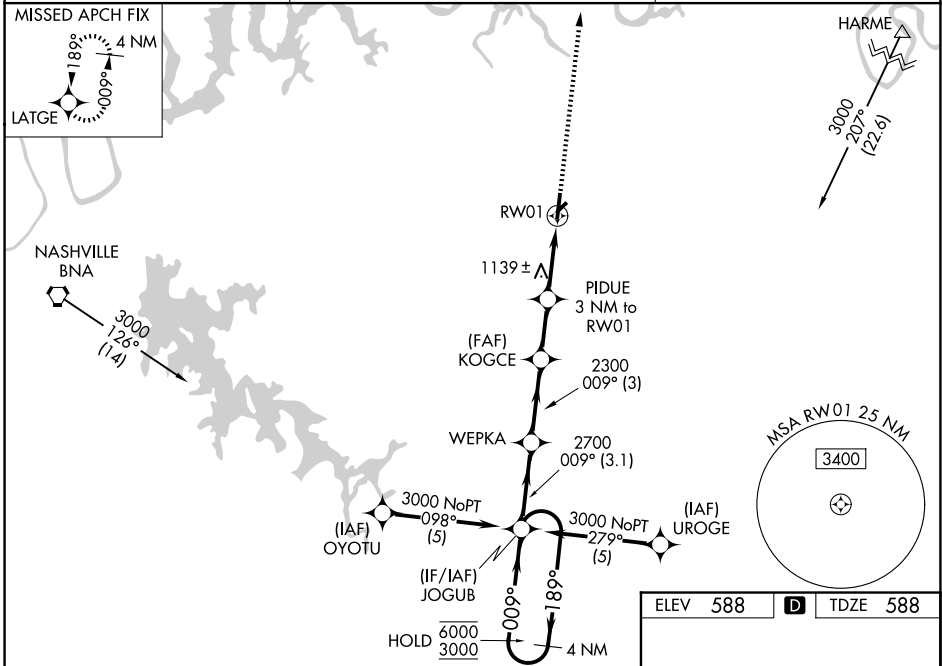 MISSED APCH FIX
4 NM
189°
009°
LATGE
HARME
3000
207°
(22.6)
RW01
NASHVILLE
BNA
3000
126°
(14)
1139 ±
PIDUE
3 NM to
RW01
(FAF)
KOGCE
2300
009° (3)
WEPKA
2700
009° (3.1)
MSA RW01 25 NM
3400
3000 NoPT
098°
(5)
(IAF)
OYOTU
3000 NoPT
279°
(5)
(IAF)
UROGE
(IF/IAF)
JOGUB
009°
189°
HOLD 6000
3000
4 NM
ELEV 588 D TDZE 588